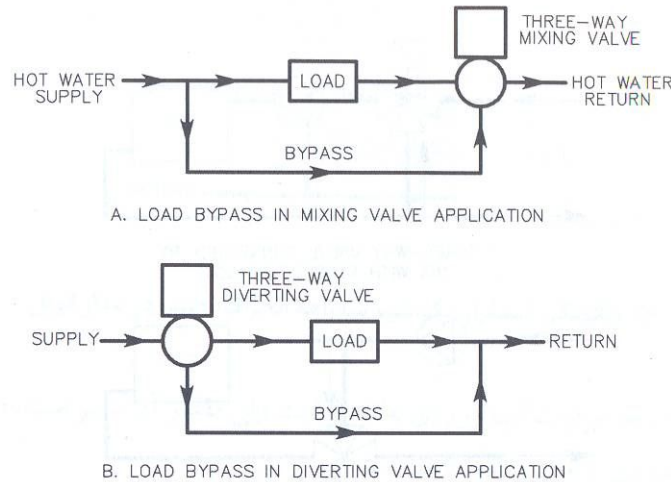 THREE-WAY
MIXING VALVE
HOT WATER
SUPPLY
LOAD
HOT WATER
RETURN
BYPASS
A. LOAD BYPASS IN MIXING VALVE APPLICATION
THREE-WAY
DIVERTING VALVE
SUPPLY
LOAD
RETURN
BYPASS
B. LOAD BYPASS IN DIVERTING VALVE APPLICATION